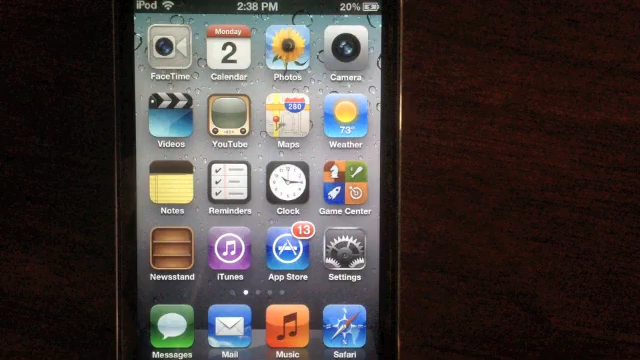 iPod 2:38 PM 20%
Monday
2
FaceTime Calendar Photos Camera
280
73°
Videos YouTube Maps Weather
Notes Reminders Clock Game Center
13
Newsstand iTunes App Store Settings
Messages Mail Music Safari